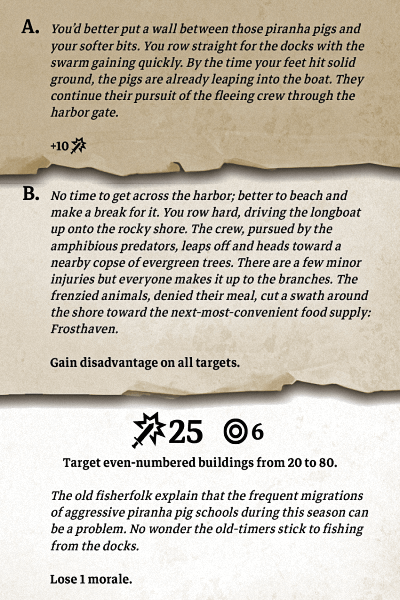 A. You'd better put a wall between those piranha pigs and
your softer bits. You row straight for the docks with the
swarm gaining quickly. By the time your feet hit solid
ground, the pigs are already leaping into the boat. They
continue their pursuit of the fleeing crew through the
harbor gate.
+10
B. No time to get across the harbor; better to beach and
make a break for it. You row hard, driving the longboat
up onto the rocky shore. The crew, pursued by the
amphibious predators, leaps off and heads toward a
nearby copse of evergreen trees. There are a few minor
injuries but everyone makes it up to the branches. The
frenzied animals, denied their meal, cut a swath around
the shore toward the next-most-convenient food supply:
Frosthaven.
Gain disadvantage on all targets.
25 6
Target even-numbered buildings from 20 to 80.
The old fisherfolk explain that the frequent migrations
of aggressive piranha pig schools during this season can
be a problem. No wonder the old-timers stick to fishing
from the docks.
Lose 1 morale.